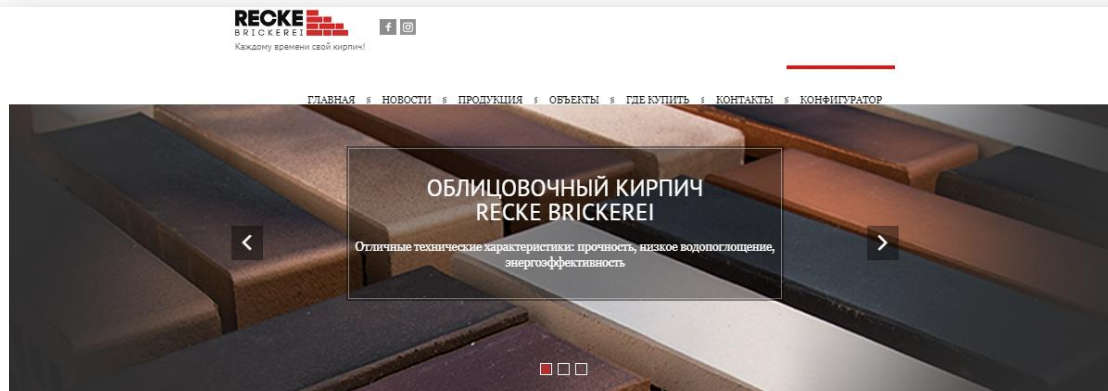 RECKE
BRICKEREI
Каждому времени свой кирпич!
ГЛАВНАЯ НОВОСТИ ПРОДУКЦИЯ ОБЪЕКТЫ ГДЕ КУПИТЬ КОНТАКТЫ КОНФИГУРАТОР
ОБЛИЦОВОЧНЫЙ КИРПИЧ
RECKE BRICKEREI
Отличные технические характеристики: прочность, низкое водопоглощение,
энергоэффективность